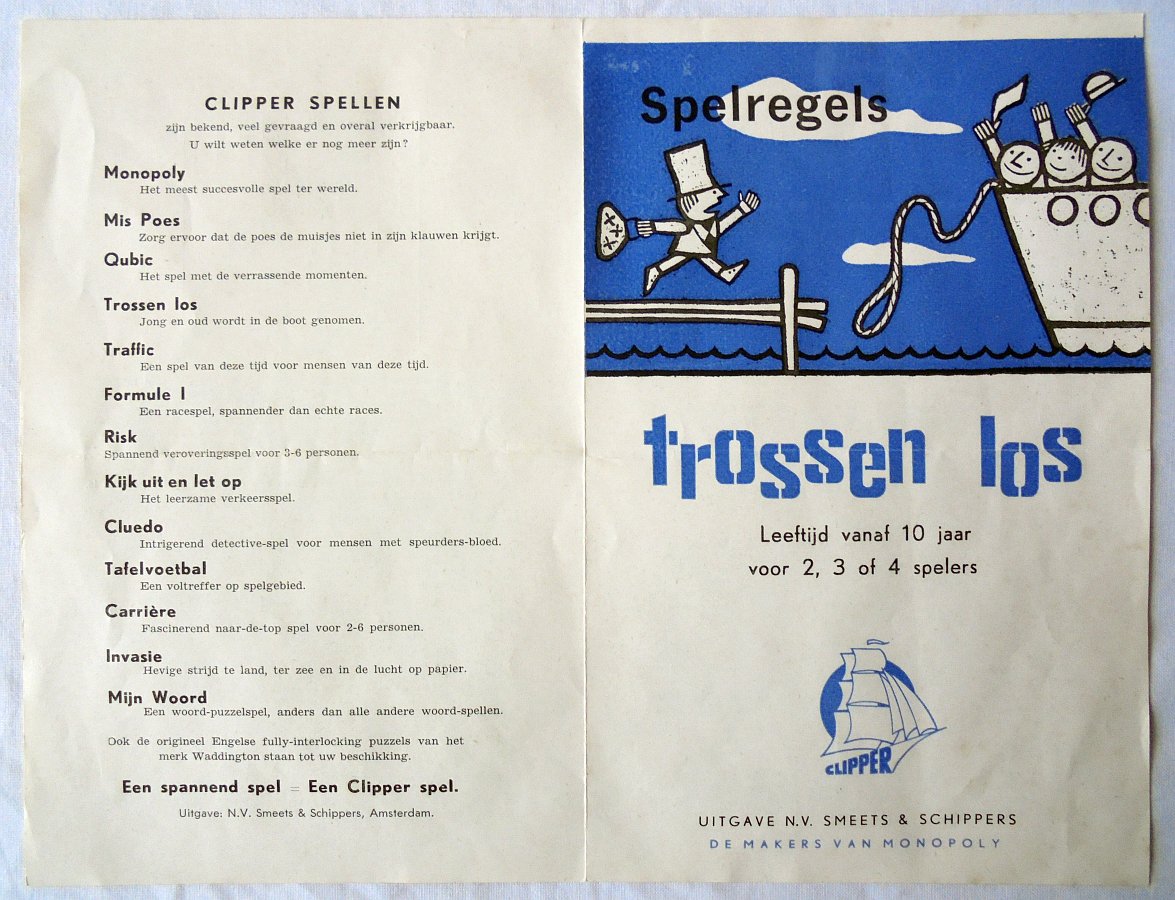 CLIPPER SPELLEN
zijn bekend, veel gevraagd en overal verkrijgbaar.
U wilt weten welke er nog meer zijn?
Monopoly
Het meest succesvolle spel ter wereld.
Mis Poes
Zorg ervoor dat de poes de muisjes niet in zijn klauwen krijgt.
Qubic
Het spel met de verrassende momenten.
Trossen los
Jong en oud wordt in de boot genomen.
Traffic
Een spel van deze tijd voor mensen van deze tijd.
Formule I
Een racespel, spannender dan echte races.
Risk
Spannend veroveringsspel voor 3-6 personen.
Kijk uit en let op
Het leerzame verkeersspel.
Cluedo
Intrigerend detective-spel voor mensen met speurders-bloed.
Tafelvoetbal
Een voltreffer op spelgebied.
Carrière
Fascinerend naar-de-top spel voor 2-6 personen.
Invasie
Hevige strijd te land, ter zee en in de lucht op papier.
Mijn Woord
Een woord-puzzelspel, anders dan alle andere woord-spellen.
Ook de origineel Engelse fully-interlocking puzzels van het
merk Waddington staan tot uw beschikking.
Een spannend spel = Een Clipper spel.
Uitgave: N.V. Smeets & Schippers, Amsterdam.
Spelregels
trossen los
Leeftijd vanaf 10 jaar
voor 2, 3 of 4 spelers
CLIPPER
UITGAVE N.V. SMEETS & SCHIPPERS
DE MAKERS VAN MONOPOLY